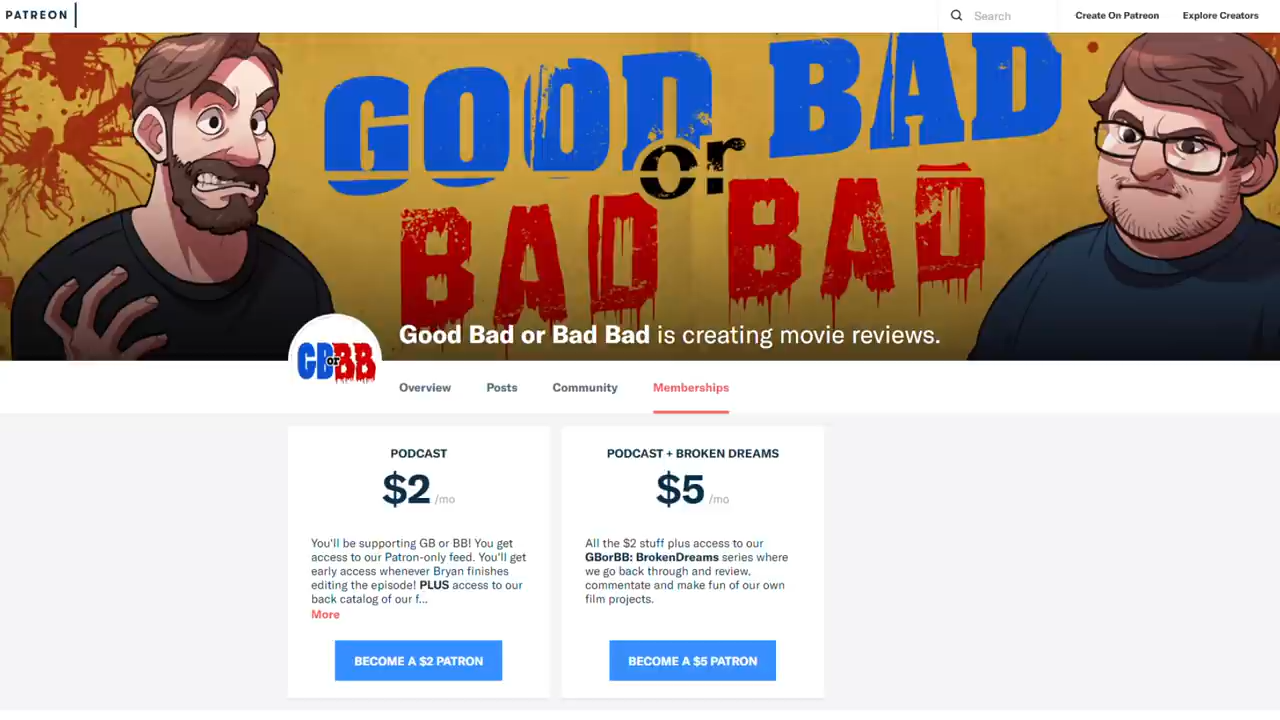 PATREON
Search
Create On Patreon
Explore Creators
GOOD BAD
or
BAD BAD
Good Bad or Bad Bad is creating movie reviews.
GB or BB
Overview
Posts
Community
Memberships
PODCAST
$2 /mo
You'll be supporting GB or BB! You get
access to our Patron-only feed. You'll get
early access whenever Bryan finishes
editing the episode! PLUS access to our
back catalog of our f...
More
BECOME A $2 PATRON
PODCAST + BROKEN DREAMS
$5 /mo
All the $2 stuff plus access to our
GBorBB: BrokenDreams series where
we go back through and review,
commentate and make fun of our own
film projects.
BECOME A $5 PATRON